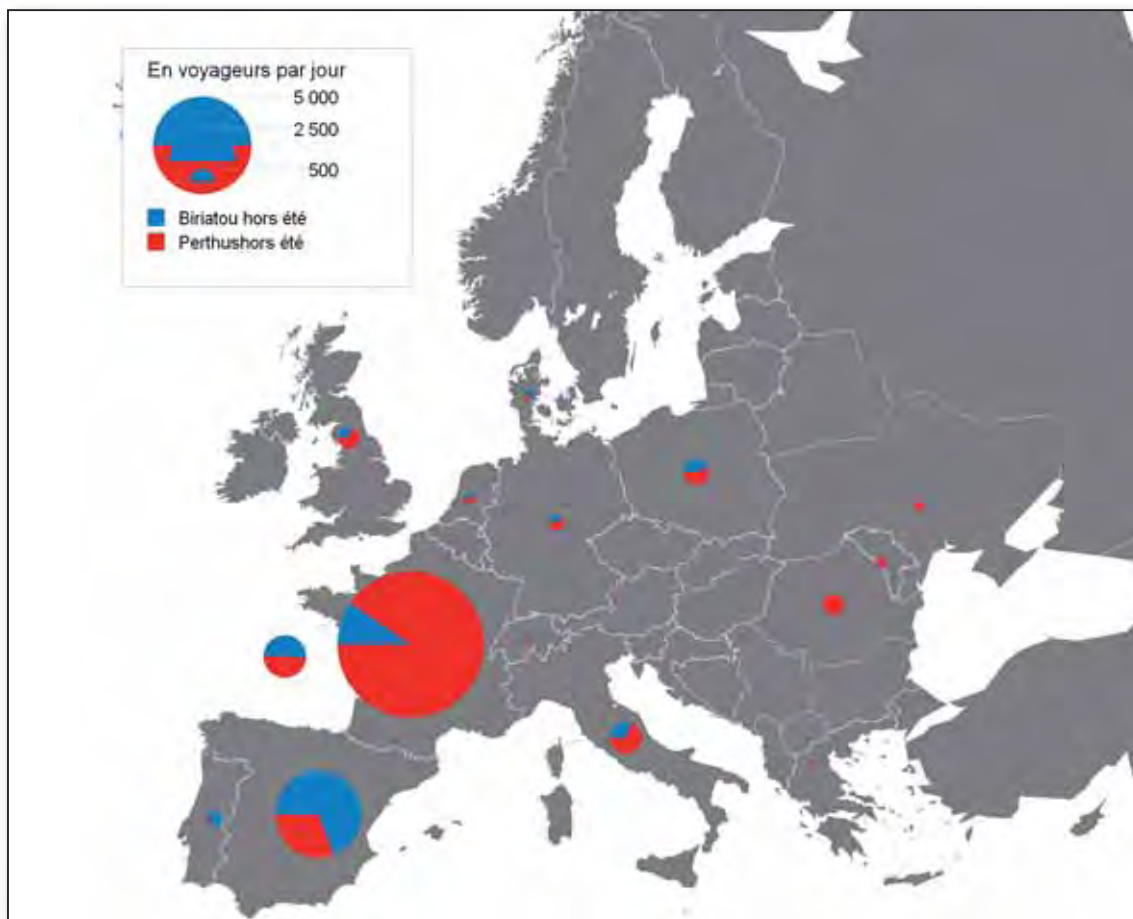 En voyageurs par jour
5 000
2 500
500
Biriatou hors été
Perthushors été